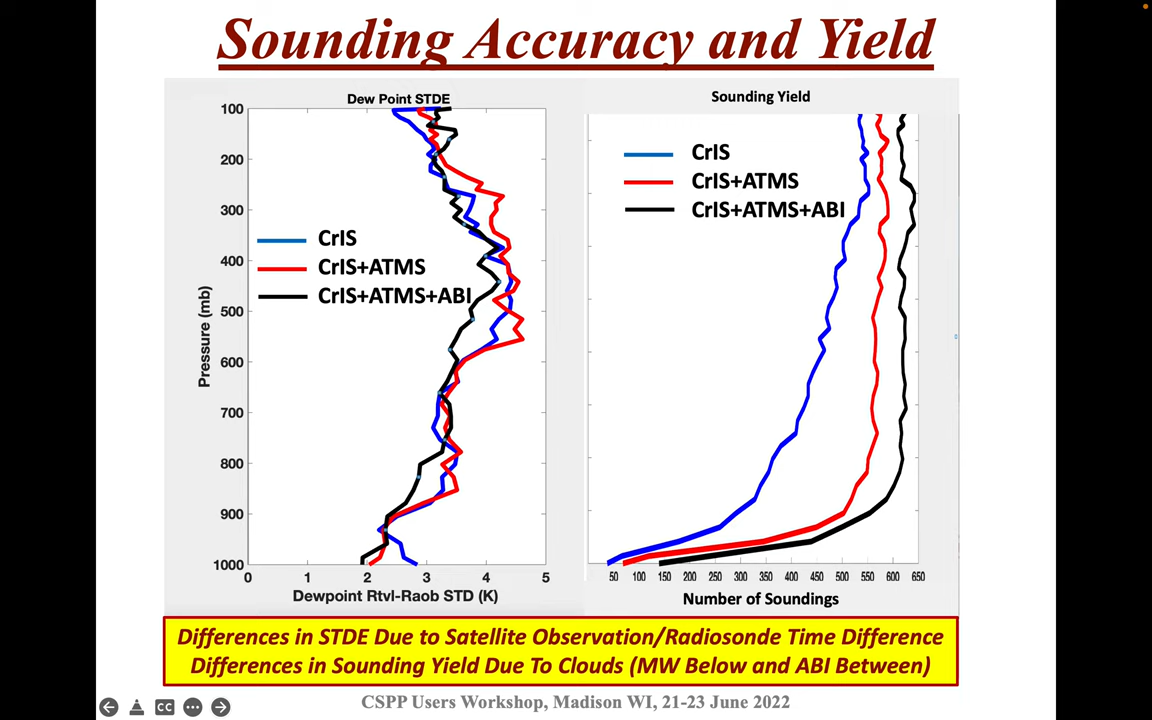 Sounding Accuracy and Yield
Dew Point STDE
100
200
300
400
500
600
700
800
900
1000
Pressure (mb)
CrIS
CrIS+ATMS
CrIS+ATMS+ABI
0 1 2 3 4 5
Dewpoint Rtvl-Raob STD (K)
Sounding Yield
CrIS
CrIS+ATMS
CrIS+ATMS+ABI
50 100 150 200 250 300 350 400 450 500 550 600 650
Number of Soundings
Differences in STDE Due to Satellite Observation/Radiosonde Time Difference
Differences in Sounding Yield Due To Clouds (MW Below and ABI Between)
CSPP Users Workshop, Madison WI, 21-23 June 2022
CC